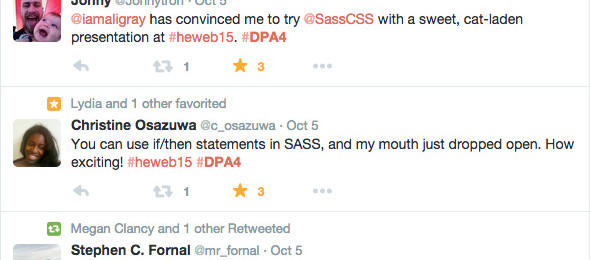 Jonny @Johnytron · Oct 5
@iamaligray has convinced me to try @SassCSS with a sweet, cat-laden
presentation at #heweb15. #DPA4
1 3
Lydia and 1 other favorited
Christine Osazuwa @c_osazuwa · Oct 5
You can use if/then statements in SASS, and my mouth just dropped open. How
exciting! #heweb15 #DPA4
1 3
Megan Clancy and 1 other Retweeted
Stephen C. Fornal @mr_fornal · Oct 5